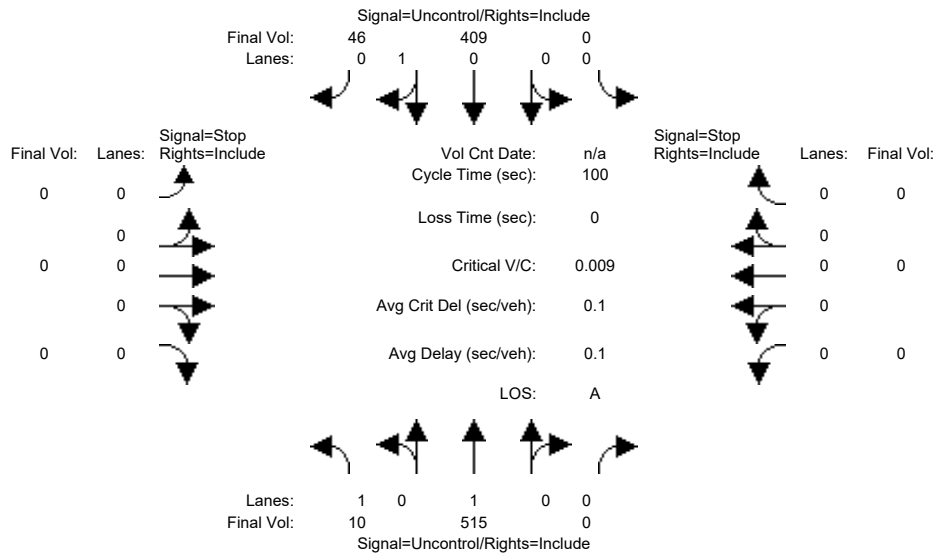 Signal=Uncontrol/Rights=Include
Final Vol: 46 409 0
Lanes: 0 1 0 0 0
Signal=Stop Signal=Stop
Final Vol: Lanes: Rights=Include Vol Cnt Date: n/a Rights=Include Lanes: Final Vol:
Cycle Time (sec): 100
0 0 0 0
Loss Time (sec): 0
0 0
0 0 Critical V/C: 0.009 0 0
0 Avg Crit Del (sec/veh): 0.1 0
0 0 Avg Delay (sec/veh): 0.1 0 0
LOS: A
Lanes: 1 0 1 0 0
Final Vol: 10 515 0
Signal=Uncontrol/Rights=Include